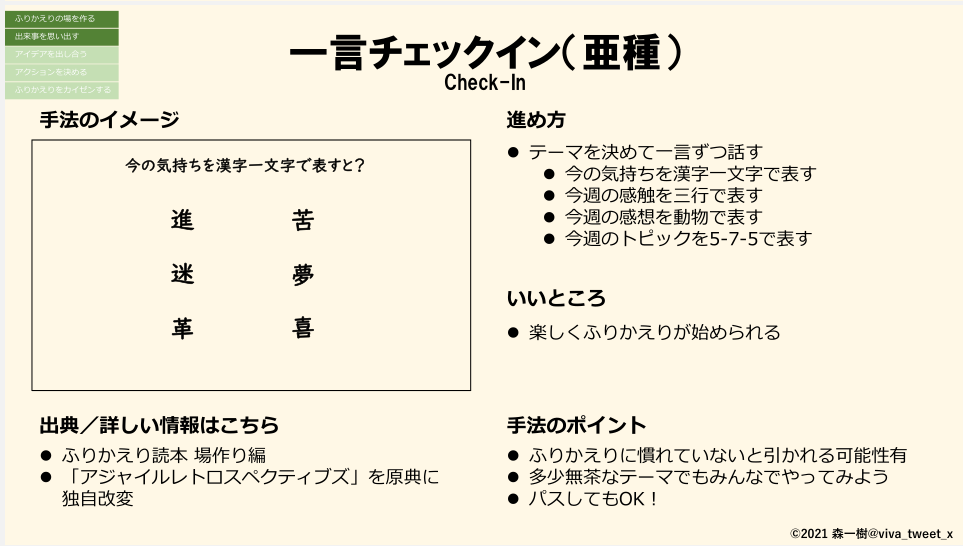 ふりかえりの場を作る
出来事を思い出す
アイデアを出し合う
アクションを決める
ふりかえりをカイゼンする
一言チェックイン（亜種）
Check-In
手法のイメージ
今の気持ちを漢字一文字で表すと?
進 苦
迷 夢
革 喜
進め方
● テーマを決めて一言ずつ話す
● 今の気持ちを漢字一文字で表す
● 今週の感触を三行で表す
● 今週の感想を動物で表す
● 今週のトピックを5-7-5で表す
いいところ
● 楽しくふりかえりが始められる
出典／詳しい情報はこちら
● ふりかえり読本 場作り編
● 「アジャイルレトロスペクティブズ」を原典に
独自改変
手法のポイント
● ふりかえりに慣れていないと引かれる可能性有
● 多少無茶なテーマでもみんなでやってみよう
● パスしてもOK！
©2021 森一樹@viva_tweet_x